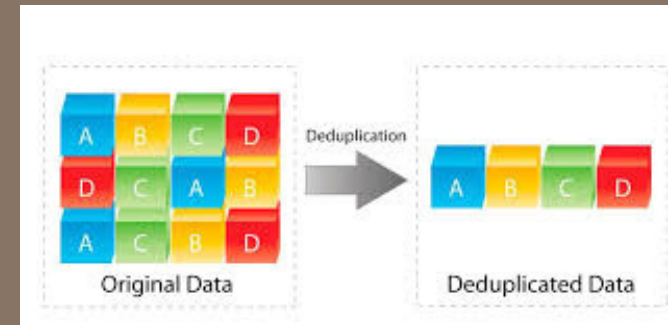 A B C D
Deduplication
D C A B
A B C D
A C B D
Original Data
Deduplicated Data